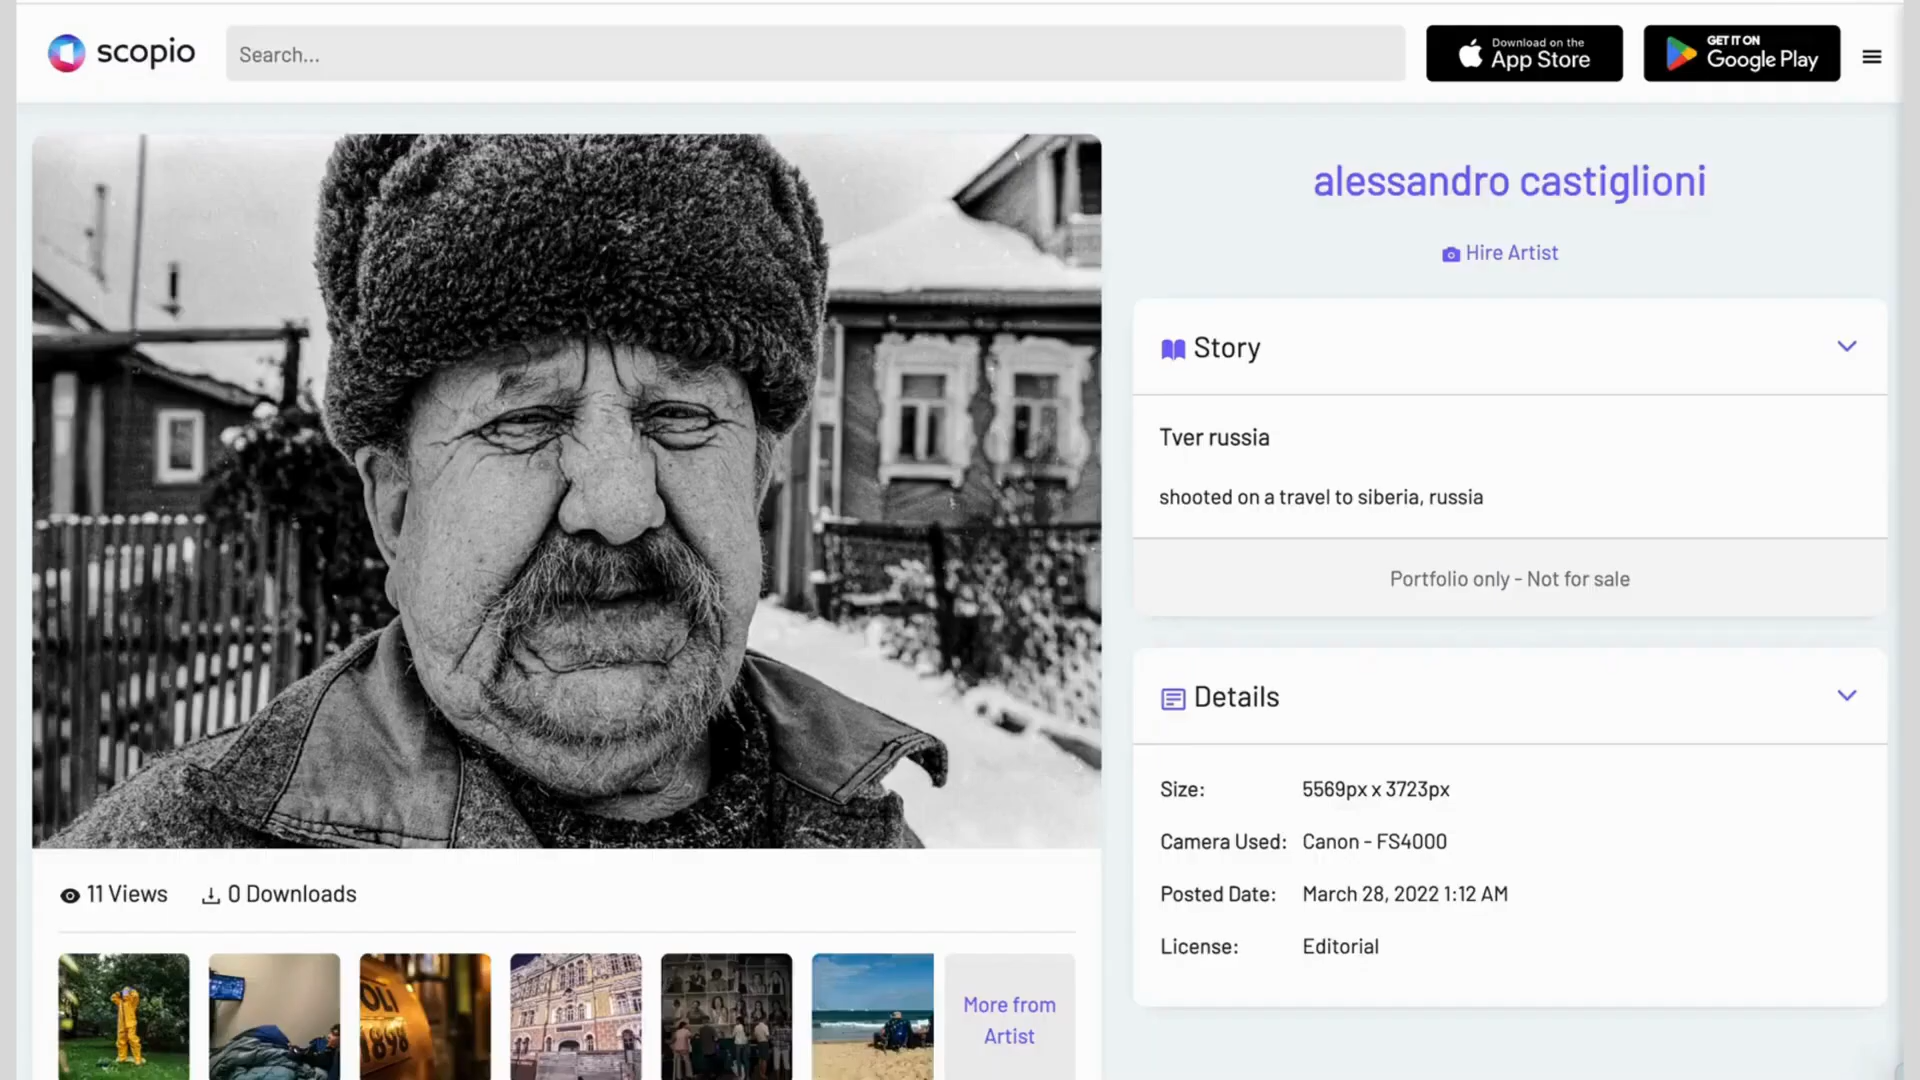 scopio
Search...
Download on the
App Store
GET IT ON
Google Play
alessandro castiglioni
Hire Artist
Story
Tver russia
shooted on a travel to siberia, russia
Portfolio only - Not for sale
Details
Size: 5569px x 3723px
Camera Used: Canon - FS4000
Posted Date: March 28, 2022 1:12 AM
License: Editorial
11 Views 0 Downloads
OLI
1898
More from
Artist